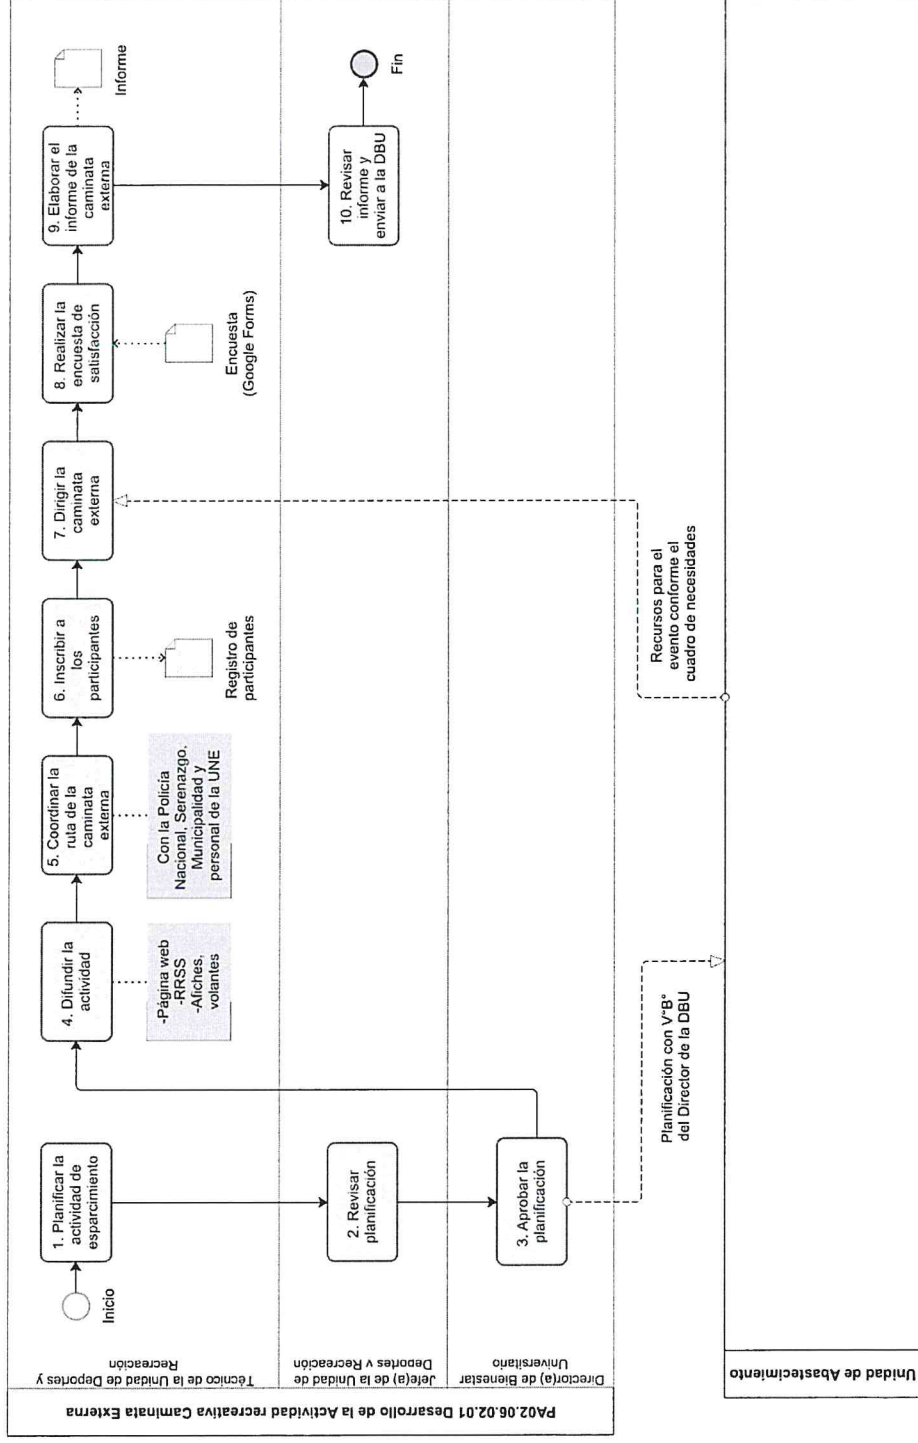 PA02.06.02.01 Desarrollo de la Actividad recreativa Caminata Externa
Técnico de la Unidad de Deportes y
Recreación
Jefe(a) de la Unidad de
Deportes y Recreación
Director(a) de Bienestar
Universitario
Inicio
1. Planificar la
actividad de
esparcimiento
2. Revisar
planificación
3. Aprobar la
planificación
4. Difundir la
actividad
-Página web
-RRSS
-Afiches,
volantes
5. Coordinar la
ruta de la
caminata
externa
Con la Policía
Nacional, Serenazgo,
Municipalidad y
personal de la UNE
6. Inscribir a
los
participantes
Registro de
participantes
7. Dirigir la
caminata
externa
8. Realizar la
encuesta de
satisfacción
Encuesta
(Google Forms)
9. Elaborar el
informe de la
caminata
externa
Informe
10. Revisar
informe y
enviar a la DBU
Fin
Planificación con V°B°
del Director de la DBU
Recursos para el
evento conforme el
cuadro de necesidades
Unidad de Abastecimiento